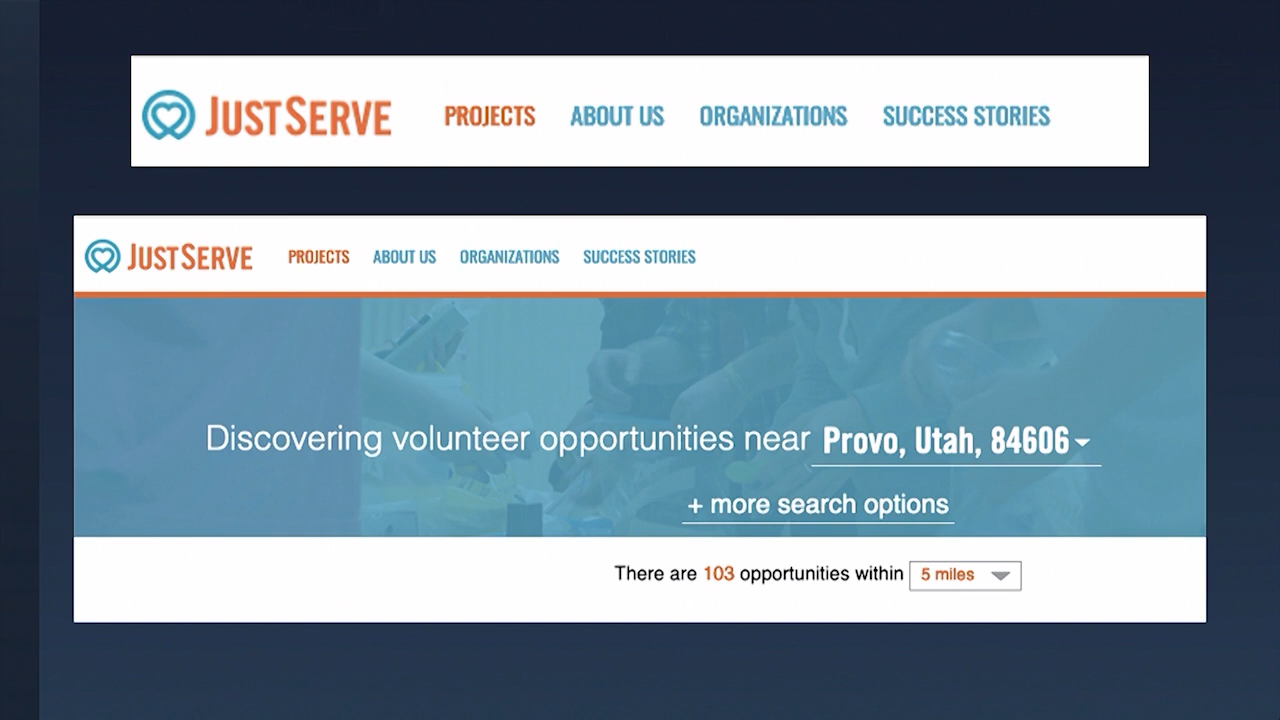 JUSTSERVE PROJECTS ABOUT US ORGANIZATIONS SUCCESS STORIES
JUSTSERVE PROJECTS ABOUT US ORGANIZATIONS SUCCESS STORIES
Discovering volunteer opportunities near Provo, Utah, 84606
+ more search options
There are 103 opportunities within 5 miles